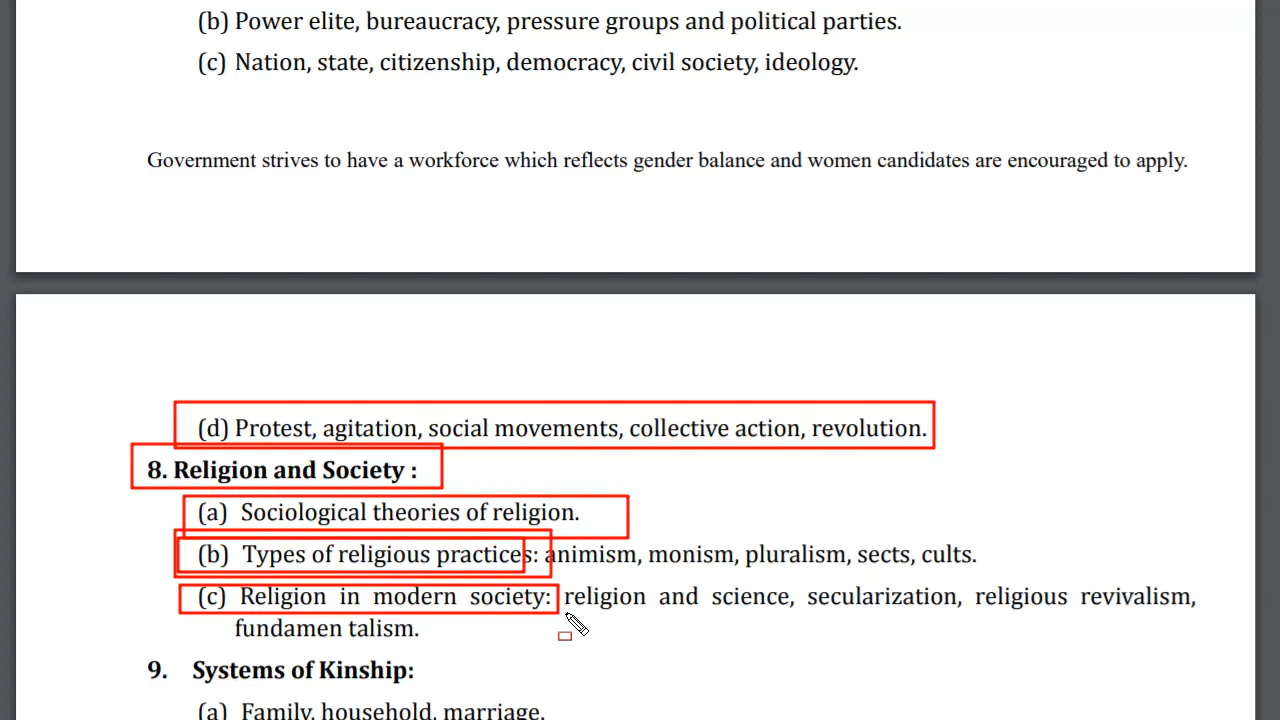 (b) Power elite, bureaucracy, pressure groups and political parties.
(c) Nation, state, citizenship, democracy, civil society, ideology.
Government strives to have a workforce which reflects gender balance and women candidates are encouraged to apply.
(d) Protest, agitation, social movements, collective action, revolution.
8. Religion and Society :
(a) Sociological theories of religion.
(b) Types of religious practices: animism, monism, pluralism, sects, cults.
(c) Religion in modern society: religion and science, secularization, religious revivalism,
fundamen talism.
9. Systems of Kinship:
(a) Family, household, marriage.